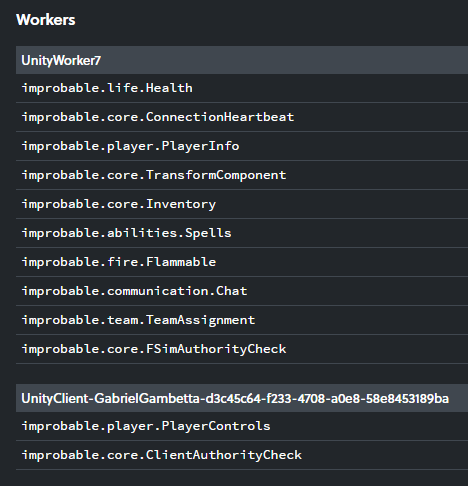 Workers
UnityWorker7
improbable.life.Health
improbable.core.ConnectionHeartbeat
improbable.player.PlayerInfo
improbable.core.TransformComponent
improbable.core.Inventory
improbable.abilities.Spells
improbable.fire.Flammable
improbable.communication.Chat
improbable.team.TeamAssignment
improbable.core.FSimAuthorityCheck
UnityClient-GabrielGambetta-d3c45c64-f233-4708-a0e8-58e8453189ba
improbable.player.PlayerControls
improbable.core.ClientAuthorityCheck